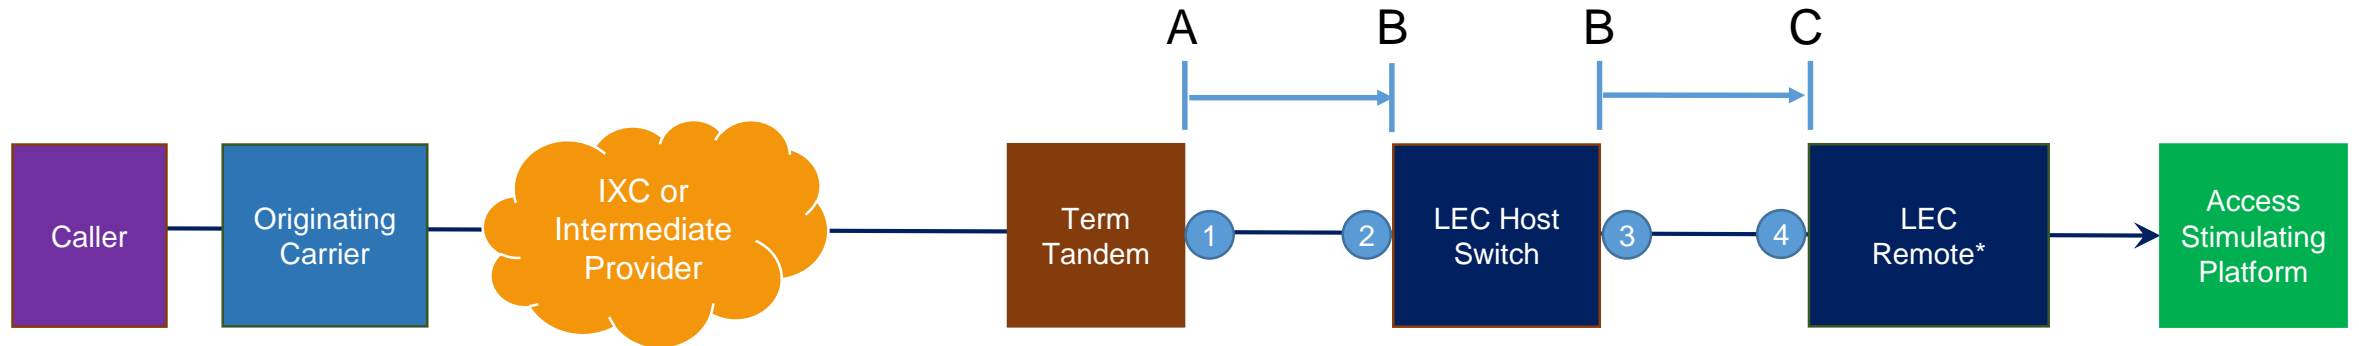 A
B
B
C
Caller
Originating
Carrier
IXC or
Intermediate
Provider
Term
Tandem
1
2
LEC Host
Switch
3
4
LEC
Remote*
Access
Stimulating
Platform